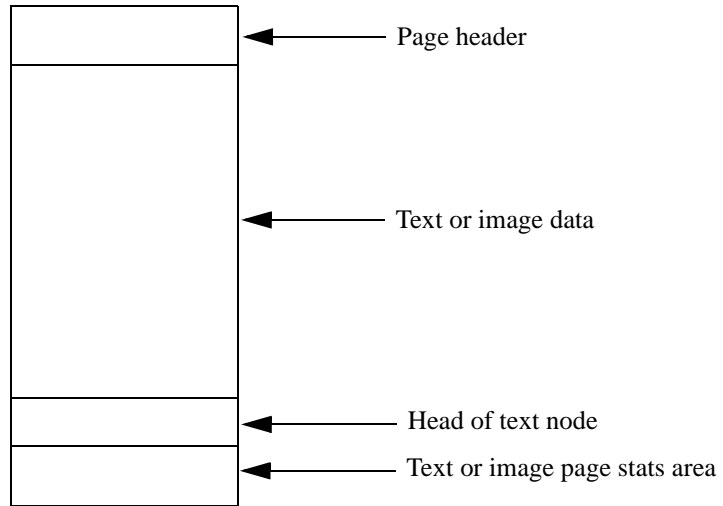 Page header
Text or image data
Head of text node
Text or image page stats area